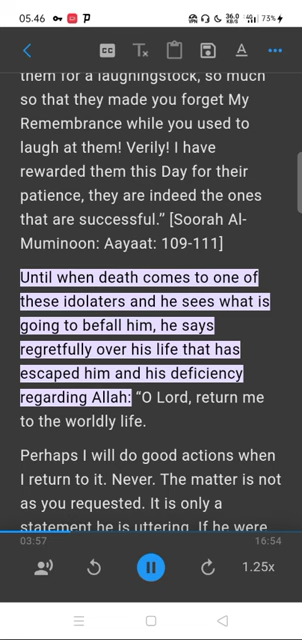 05.46
36.0 KB/S
4G
73%
CC
them for a laughingstock, so much
so that they made you forget My
Remembrance while you used to
laugh at them! Verily! I have
rewarded them this Day for their
patience, they are indeed the ones
that are successful.” [Soorah Al-
Muminoon: Aayaat: 109-111]
Until when death comes to one of
these idolaters and he sees what is
going to befall him, he says
regretfully over his life that has
escaped him and his deficiency
regarding Allah: “O Lord, return me
to the worldly life.
Perhaps I will do good actions when
I return to it. Never. The matter is not
as you requested. It is only a
statement he is uttering. If he were
03:57
16:54
1.25x